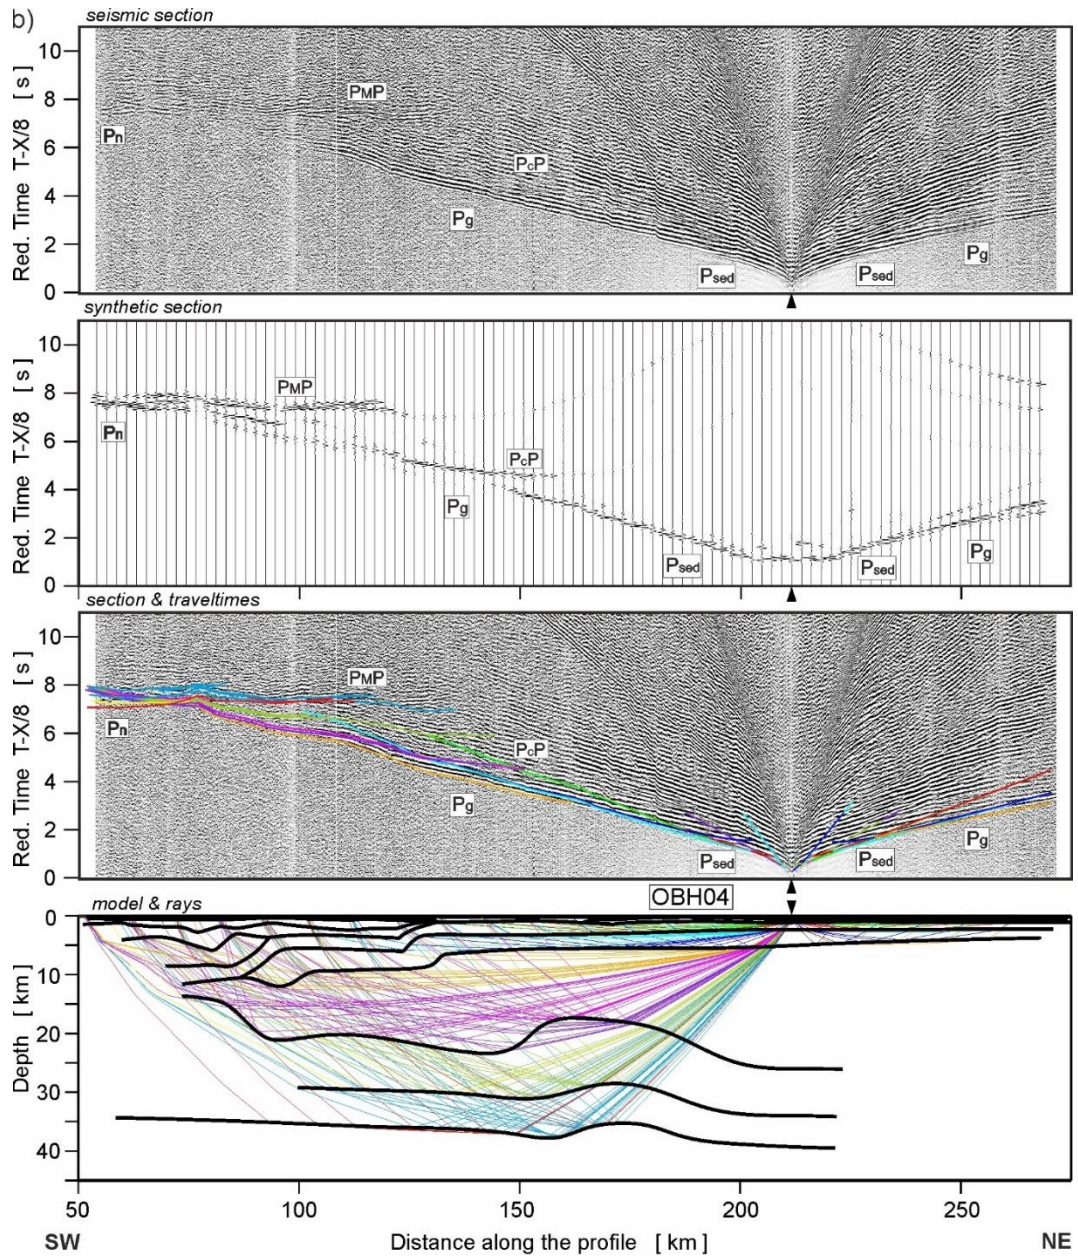 b)
seismic section
10
8
6
4
2
0
Red. Time T-X/8 [ s ]
PMP
Pn
PcP
Pg
Pg
Psed
Psed
synthetic section
10
8
6
4
2
0
Red. Time T-X/8 [ s ]
PMP
Pn
PcP
Pg
Pg
Psed
Psed
section & traveltimes
10
8
6
4
2
0
Red. Time T-X/8 [ s ]
PMP
Pn
PcP
Pg
Pg
Psed
Psed
OBH04
model & rays
0
10
20
30
40
Depth [ km ]
50 100 150 200 250
SW Distance along the profile [ km ] NE